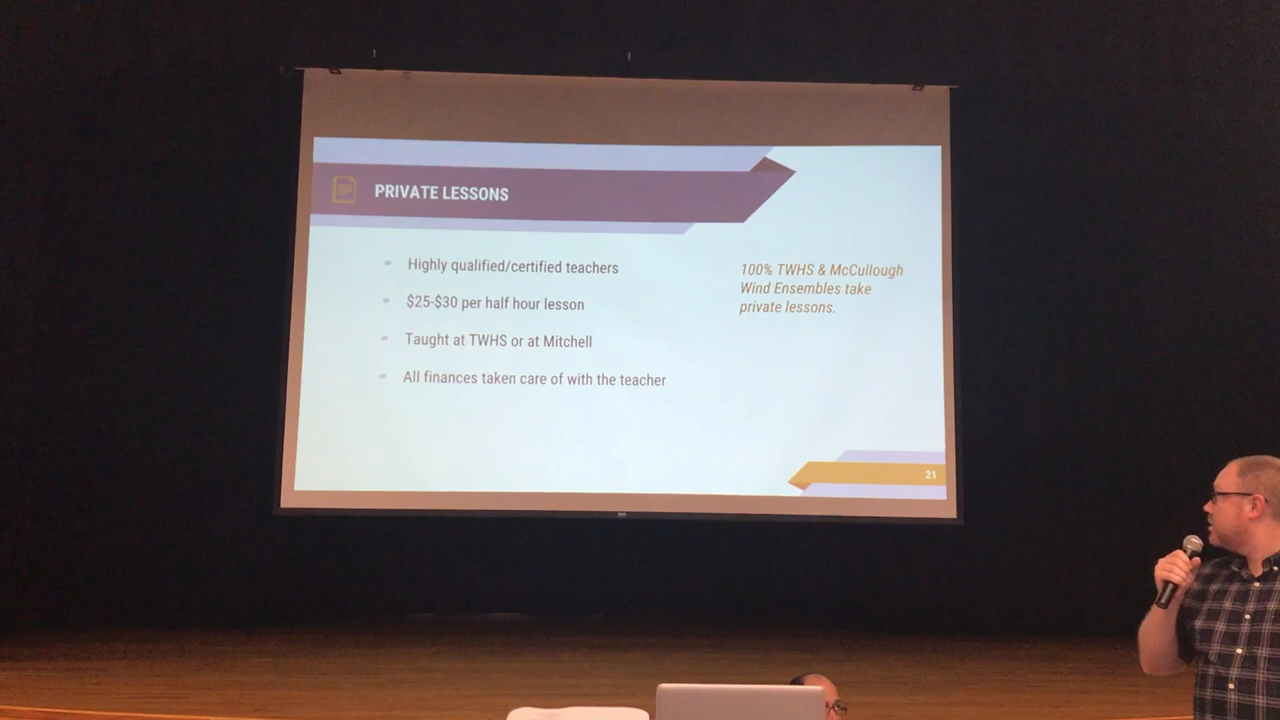 PRIVATE LESSONS
Highly qualified/certified teachers
$25-$30 per half hour lesson
Taught at TWHS or at Mitchell
All finances taken care of with the teacher
100% TWHS & McCullough
Wind Ensembles take
private lessons.
21